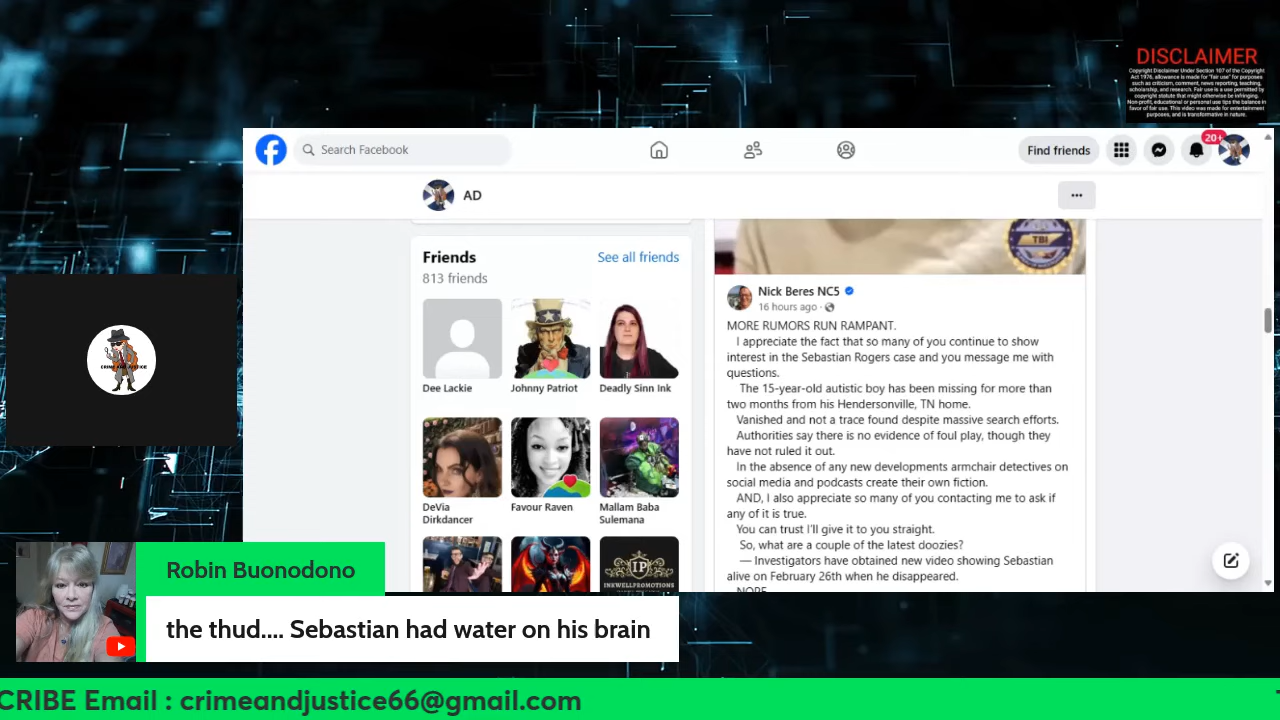 DISCLAIMER
Copyright Disclaimer Under Section 107 of the Copyright
Act 1976, allowance is made for "fair use" for purposes
such as criticism, comment, news reporting, teaching,
scholarship, and research. Fair use is a use permitted by
copyright statute that might otherwise be infringing.
Non-profit, educational or personal use tips the balance in
favor of fair use. This video was made for entertainment
purposes, and is transformative in nature.
Search Facebook
Find friends
20+
AD
...
Friends
See all friends
813 friends
Dee Lackie
Johnny Patriot
Deadly Sinn Ink
DeVia
Dirkdancer
Favour Raven
Mallam Baba
Sulemana
IP
INKWELLPROMOTIONS
TBI
Nick Beres NC5
16 hours ago ·
MORE RUMORS RUN RAMPANT.
I appreciate the fact that so many of you continue to show
interest in the Sebastian Rogers case and you message me with
questions.
The 15-year-old autistic boy has been missing for more than
two months from his Hendersonville, TN home.
Vanished and not a trace found despite massive search efforts.
Authorities say there is no evidence of foul play, though they
have not ruled it out.
In the absence of any new developments armchair detectives on
social media and podcasts create their own fiction.
AND, I also appreciate so many of you contacting me to ask if
any of it is true.
You can trust I'll give it to you straight.
So, what are a couple of the latest doozies?
— Investigators have obtained new video showing Sebastian
alive on February 26th when he disappeared.
NOPE
CRIME AND JUSTICE
Robin Buonodono
the thud.... Sebastian had water on his brain
CRIBE Email : crimeandjustice66@gmail.com